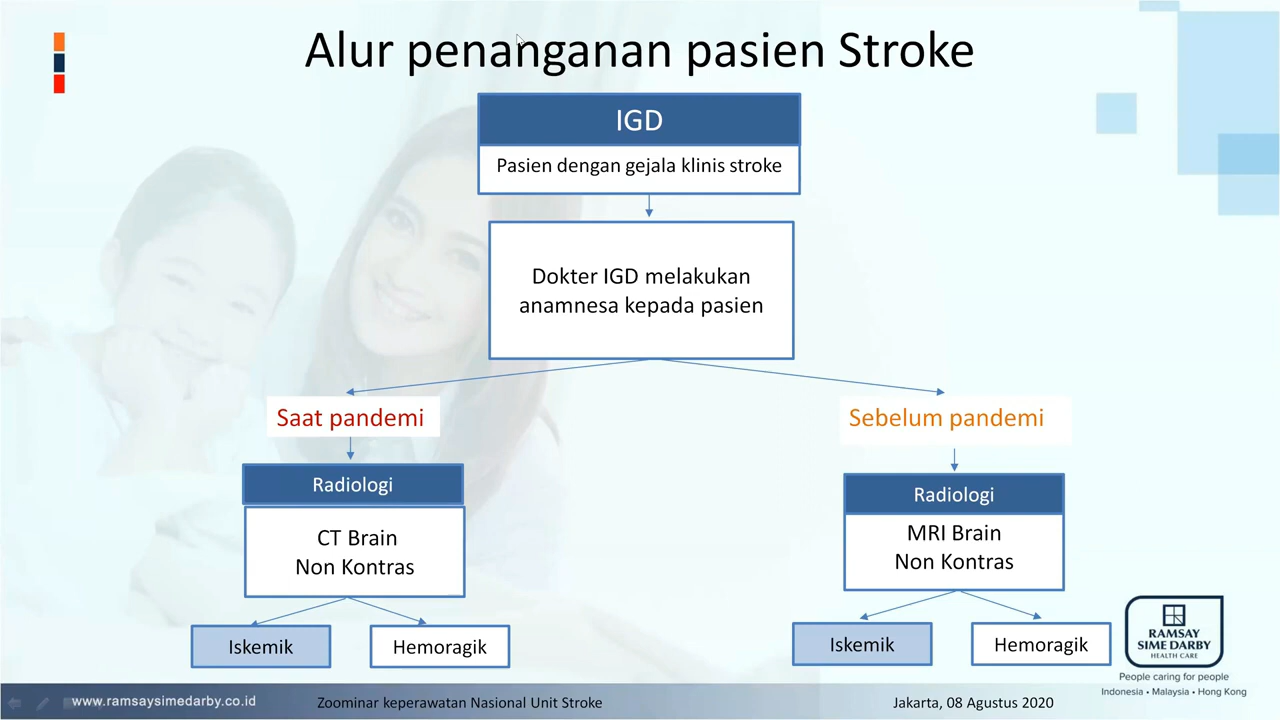 Alur penanganan pasien Stroke
IGD
Pasien dengan gejala klinis stroke
Dokter IGD melakukan
anamnesa kepada pasien
Saat pandemi
Sebelum pandemi
Radiologi
CT Brain
Non Kontras
Iskemik
Hemoragik
Radiologi
MRI Brain
Non Kontras
Iskemik
Hemoragik
RAMSAY
SIME DARBY
HEALTH CARE
People caring for people
Indonesia • Malaysia • Hong Kong
www.ramsaysimedarby.co.id
Zoominar keperawatan Nasional Unit Stroke
Jakarta, 08 Agustus 2020